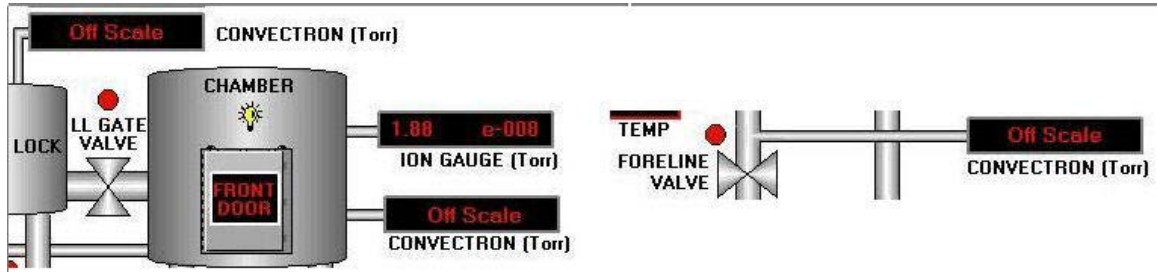 Off Scale
CONVECTRON (Torr)
CHAMBER
LL GATE
VALVE
LOCK
1.88 e-008
ION GAUGE (Torr)
FRONT
DOOR
Off Scale
CONVECTRON (Torr)
TEMP
FORELINE
VALVE
Off Scale
CONVECTRON (Torr)